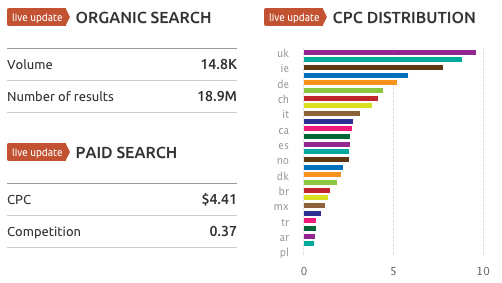 live update ORGANIC SEARCH
Volume 14.8K
Number of results 18.9M
live update PAID SEARCH
CPC $4.41
Competition 0.37
live update CPC DISTRIBUTION
uk
ie
de
ch
it
ca
es
no
dk
br
mx
tr
ar
pl
0 5 10